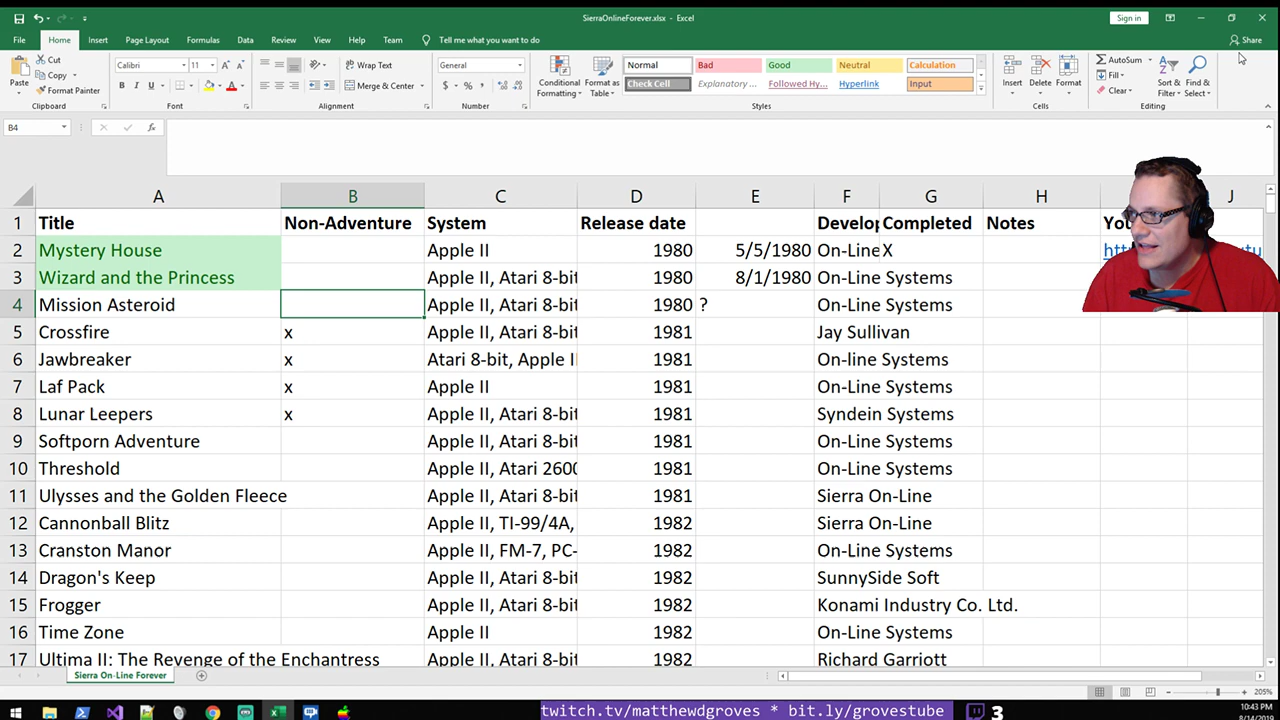 SierraOnlineForever.xlsx - Excel
Sign in
File Home Insert Page Layout Formulas Data Review View Help Team Tell me what you want to do Share
Paste
Cut
Copy
Format Painter
Clipboard
Calibri 11
B I U
Font
Wrap Text
Merge & Center
Alignment
General
$ % ,
Number
Conditional Formatting
Format as Table
Normal Bad Good Neutral Calculation
Check Cell Explanatory... Followed Hy... Hyperlink Input
Styles
Insert Delete Format
Cells
AutoSum
Fill
Clear
Sort & Filter
Find & Select
Editing
B4 fx
A B C D E F G H J
1 Title Non-Adventure System Release date Develop Completed Notes You
2 Mystery House Apple II 1980 5/5/1980 On-Line X
3 Wizard and the Princess Apple II, Atari 8-bit 1980 8/1/1980 On-Line Systems
4 Mission Asteroid Apple II, Atari 8-bit 1980 ? On-Line Systems
5 Crossfire x Apple II, Atari 8-bit 1981 Jay Sullivan
6 Jawbreaker x Atari 8-bit, Apple II 1981 On-line Systems
7 Laf Pack x Apple II 1981 On-Line Systems
8 Lunar Leepers x Apple II, Atari 8-bit 1981 Syndein Systems
9 Softporn Adventure Apple II, Atari 8-bit 1981 On-Line Systems
10 Threshold Apple II, Atari 2600 1981 On-Line Systems
11 Ulysses and the Golden Fleece Apple II, Atari 8-bit 1981 Sierra On-Line
12 Cannonball Blitz Apple II, TI-99/4A, 1982 Sierra On-Line
13 Cranston Manor Apple II, FM-7, PC- 1982 On-Line Systems
14 Dragon's Keep Apple II, Atari 8-bit 1982 SunnySide Soft
15 Frogger Apple II, Atari 8-bit 1982 Konami Industry Co. Ltd.
16 Time Zone Apple II 1982 On-Line Systems
17 Ultima II: The Revenge of the Enchantress Apple II, Atari 8-bit 1982 Richard Garriott
Sierra On-Line Forever
205%
twitch.tv/matthewdgroves * bit.ly/grovestube 3
10:43 PM